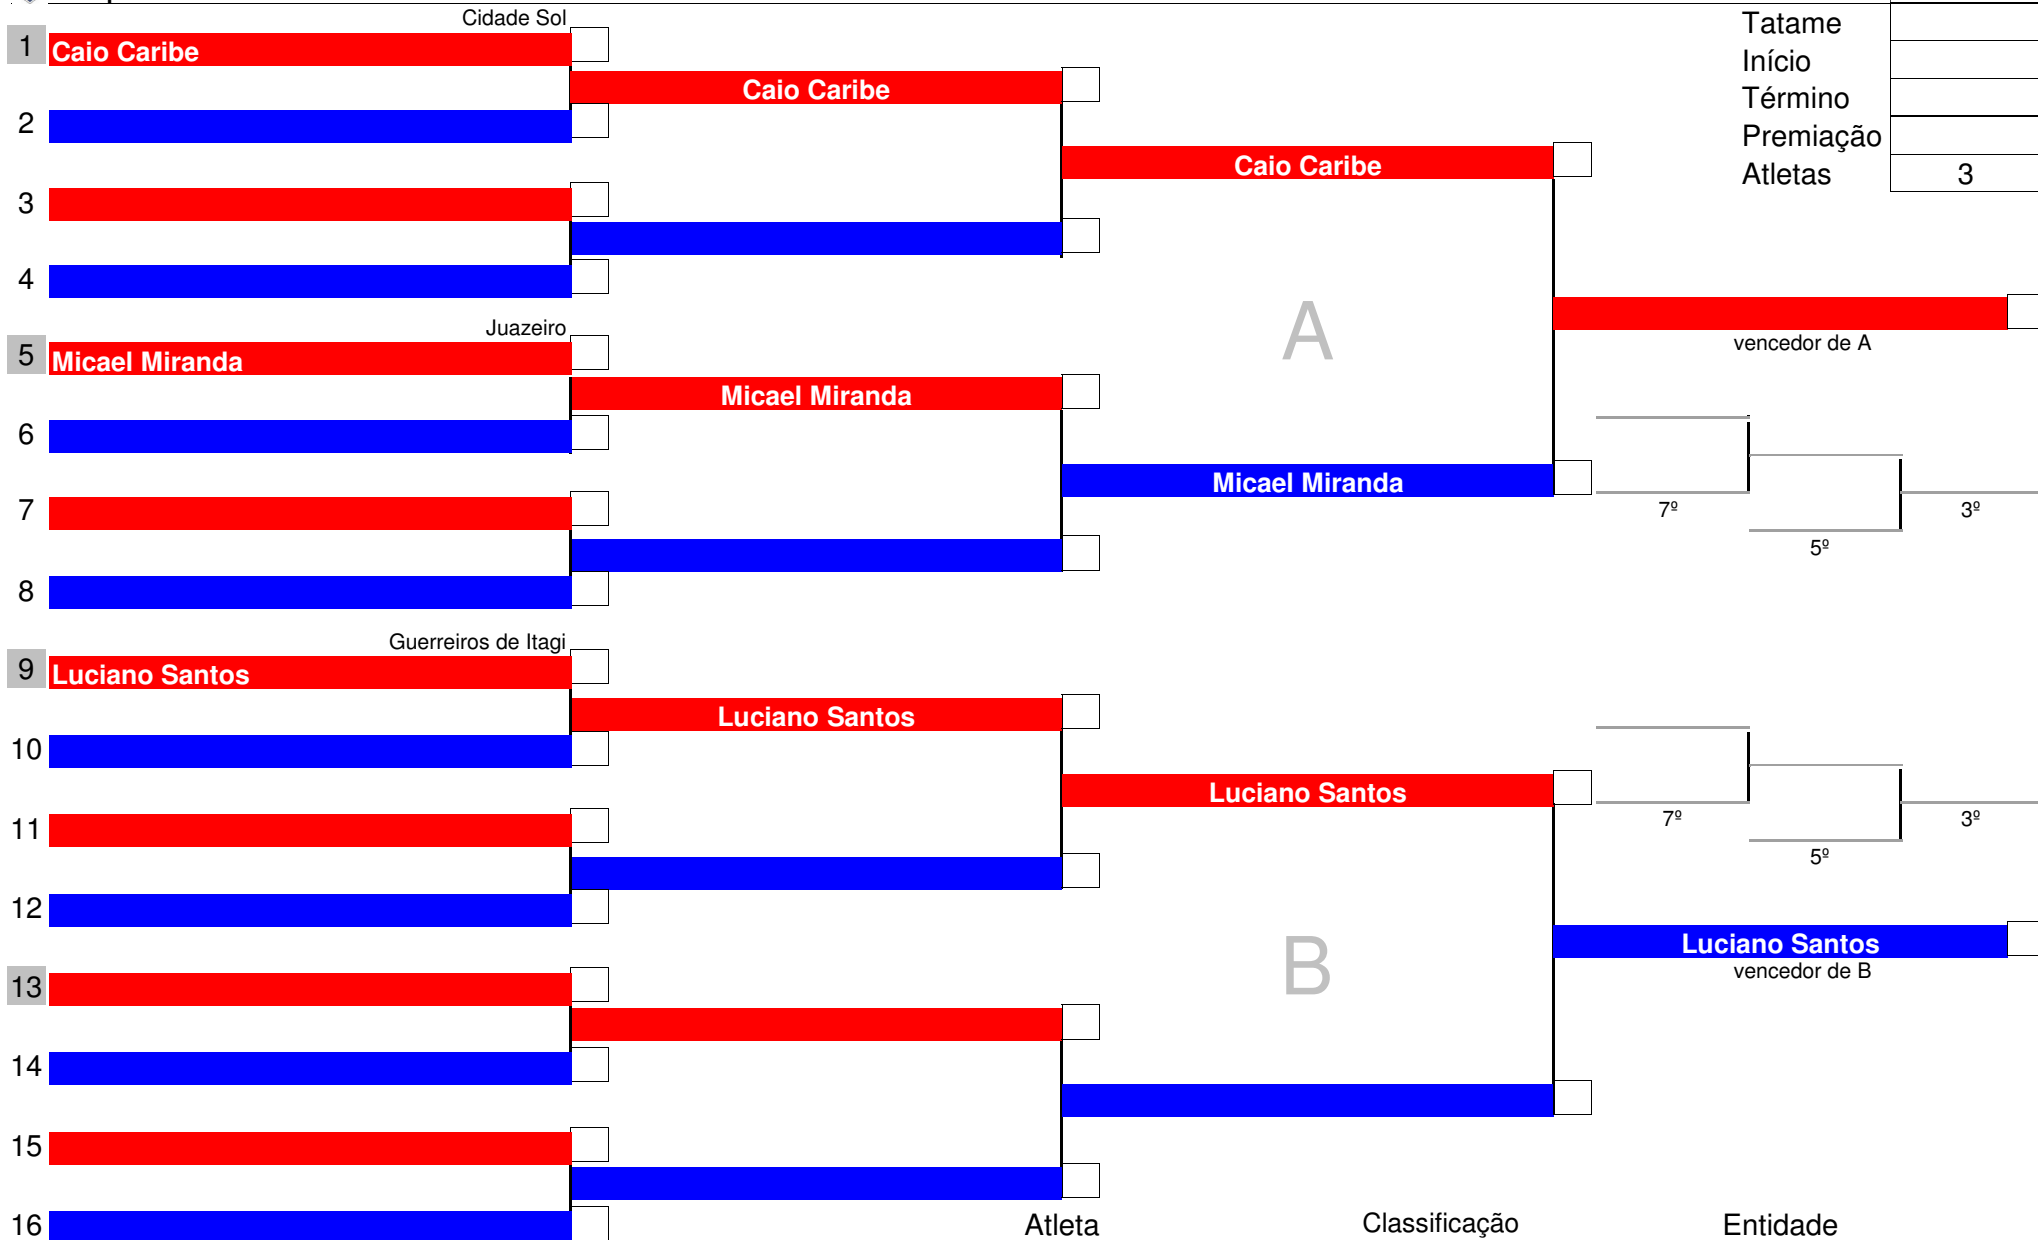 Cidade Sol
Tatame
1 Caio Caribe
Início
Caio Caribe
Término
2
Premiação
Caio Caribe
Atletas 3
3
4
Juazeiro
A
vencedor de A
5 Micael Miranda
Micael Miranda
6
Micael Miranda
7
7º 3º
5º
8
Guerreiros de Itagi
9 Luciano Santos
Luciano Santos
10
Luciano Santos
11
7º 3º
5º
12
Luciano Santos
B
vencedor de B
13
14
15
16
Atleta Classificação Entidade